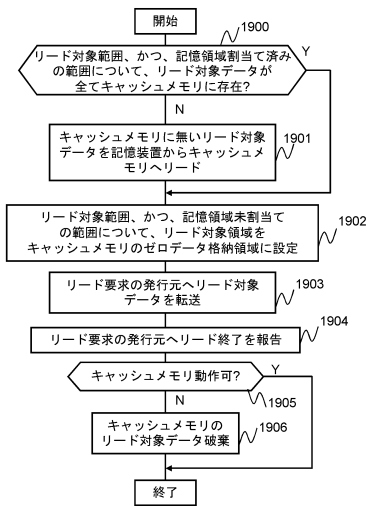 開始
1900
リード対象範囲、かつ、記憶領域割当て済み
の範囲について、リード対象データが
全てキャッシュメモリに存在?
Y
N
キャッシュメモリに無いリード対象
データを記憶装置からキャッシュメ
モリへリード
1901
リード対象範囲、かつ、記憶領域未割当て
の範囲について、リード対象領域を
キャッシュメモリのゼロデータ格納領域に設定
1902
リード要求の発行元へリード対象
データを転送
1903
リード要求の発行元へリード終了を報告
1904
キャッシュメモリ動作可?
Y
1905
N
キャッシュメモリの
リード対象データ破棄
1906
終了